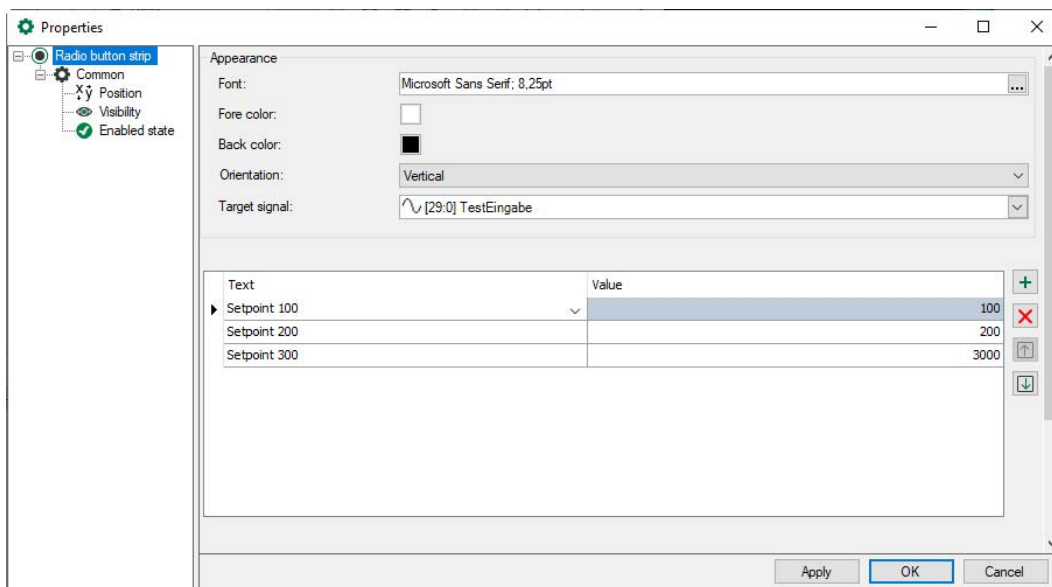 Properties
Radio button strip
Common
Position
Visibility
Enabled state
Appearance
Font: Microsoft Sans Serif; 8,25pt ...
Fore color:
Back color:
Orientation: Vertical
Target signal: [29:0] TestEingabe
Text Value
Setpoint 100 100
Setpoint 200 200
Setpoint 300 3000
Apply OK Cancel